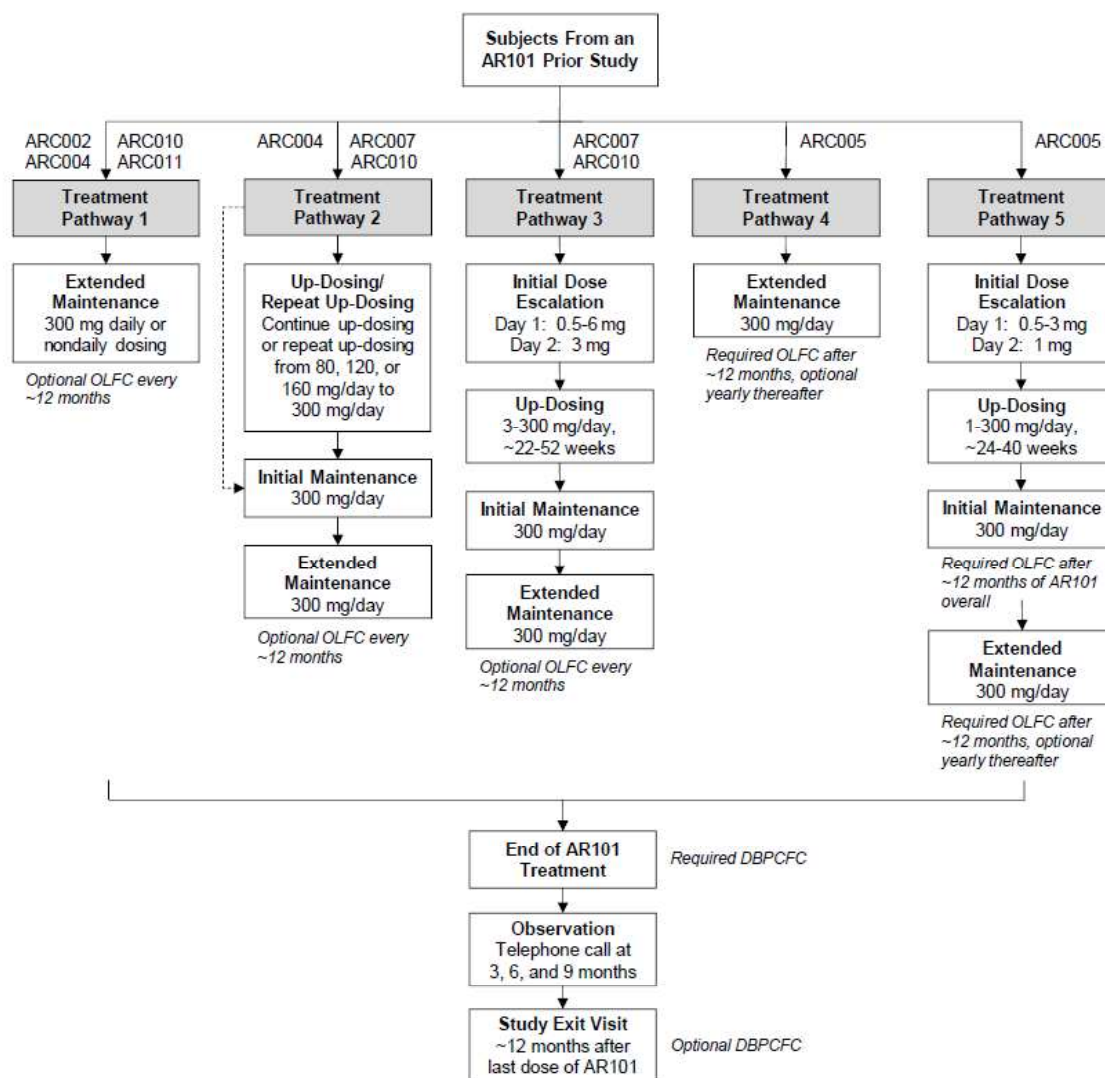 Subjects From an
AR101 Prior Study
ARC002
ARC004
ARC010
ARC011
ARC004
ARC007
ARC010
ARC007
ARC010
ARC005
ARC005
Treatment
Pathway 1
Treatment
Pathway 2
Treatment
Pathway 3
Treatment
Pathway 4
Treatment
Pathway 5
Extended
Maintenance
300 mg daily or
nondaily dosing
Optional OLFC every
~12 months
Up-Dosing/
Repeat Up-Dosing
Continue up-dosing
or repeat up-dosing
from 80, 120, or
160 mg/day to
300 mg/day
Initial Maintenance
300 mg/day
Extended
Maintenance
300 mg/day
Optional OLFC every
~12 months
Initial Dose
Escalation
Day 1: 0.5-6 mg
Day 2: 3 mg
Up-Dosing
3-300 mg/day,
~22-52 weeks
Initial Maintenance
300 mg/day
Extended
Maintenance
300 mg/day
Optional OLFC every
~12 months
Extended
Maintenance
300 mg/day
Required OLFC after
~12 months, optional
yearly thereafter
Initial Dose
Escalation
Day 1: 0.5-3 mg
Day 2: 1 mg
Up-Dosing
1-300 mg/day,
~24-40 weeks
Initial Maintenance
300 mg/day
Required OLFC after
~12 months of AR101
overall
Extended
Maintenance
300 mg/day
Required OLFC after
~12 months, optional
yearly thereafter
End of AR101
Treatment
Required DBPCFC
Observation
Telephone call at
3, 6, and 9 months
Study Exit Visit
~12 months after
last dose of AR101
Optional DBPCFC